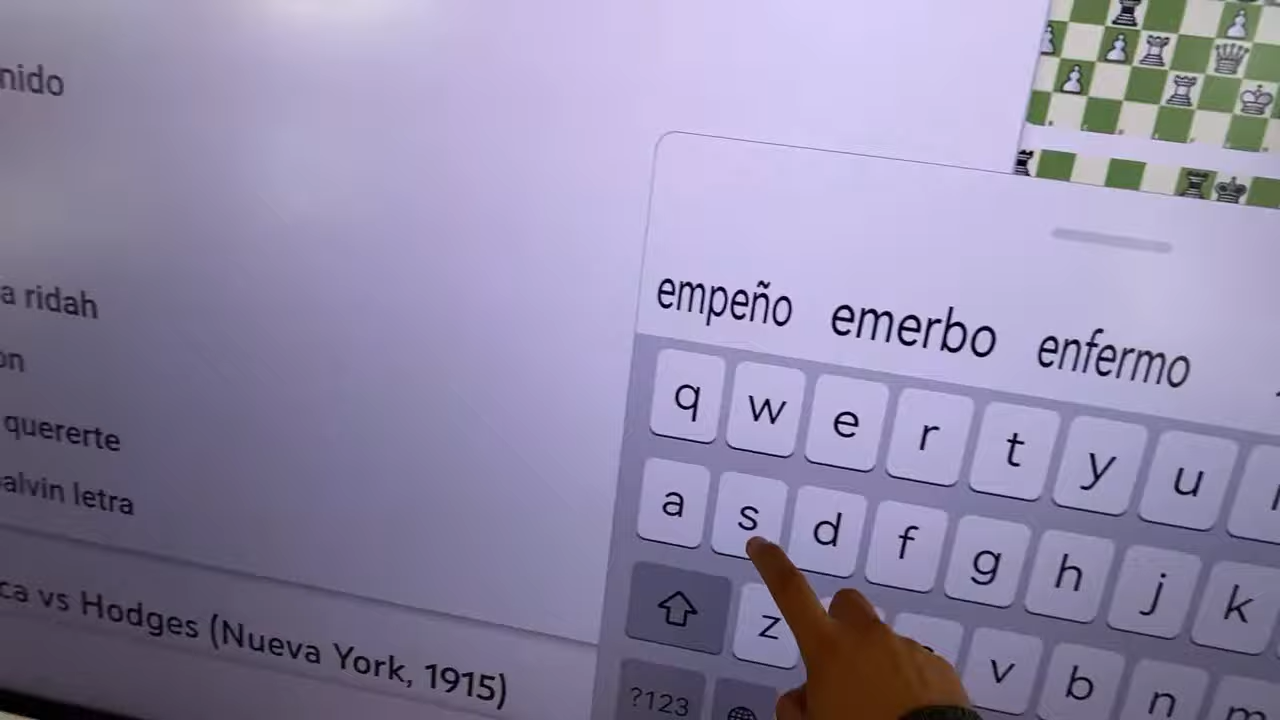 nido
a ridah
on
quererte
alvin letra
ca vs Hodges (Nueva York, 1915)
empeño emerbo enfermo
q w e r t y u
a s d f g h j k
z v b n m
?123